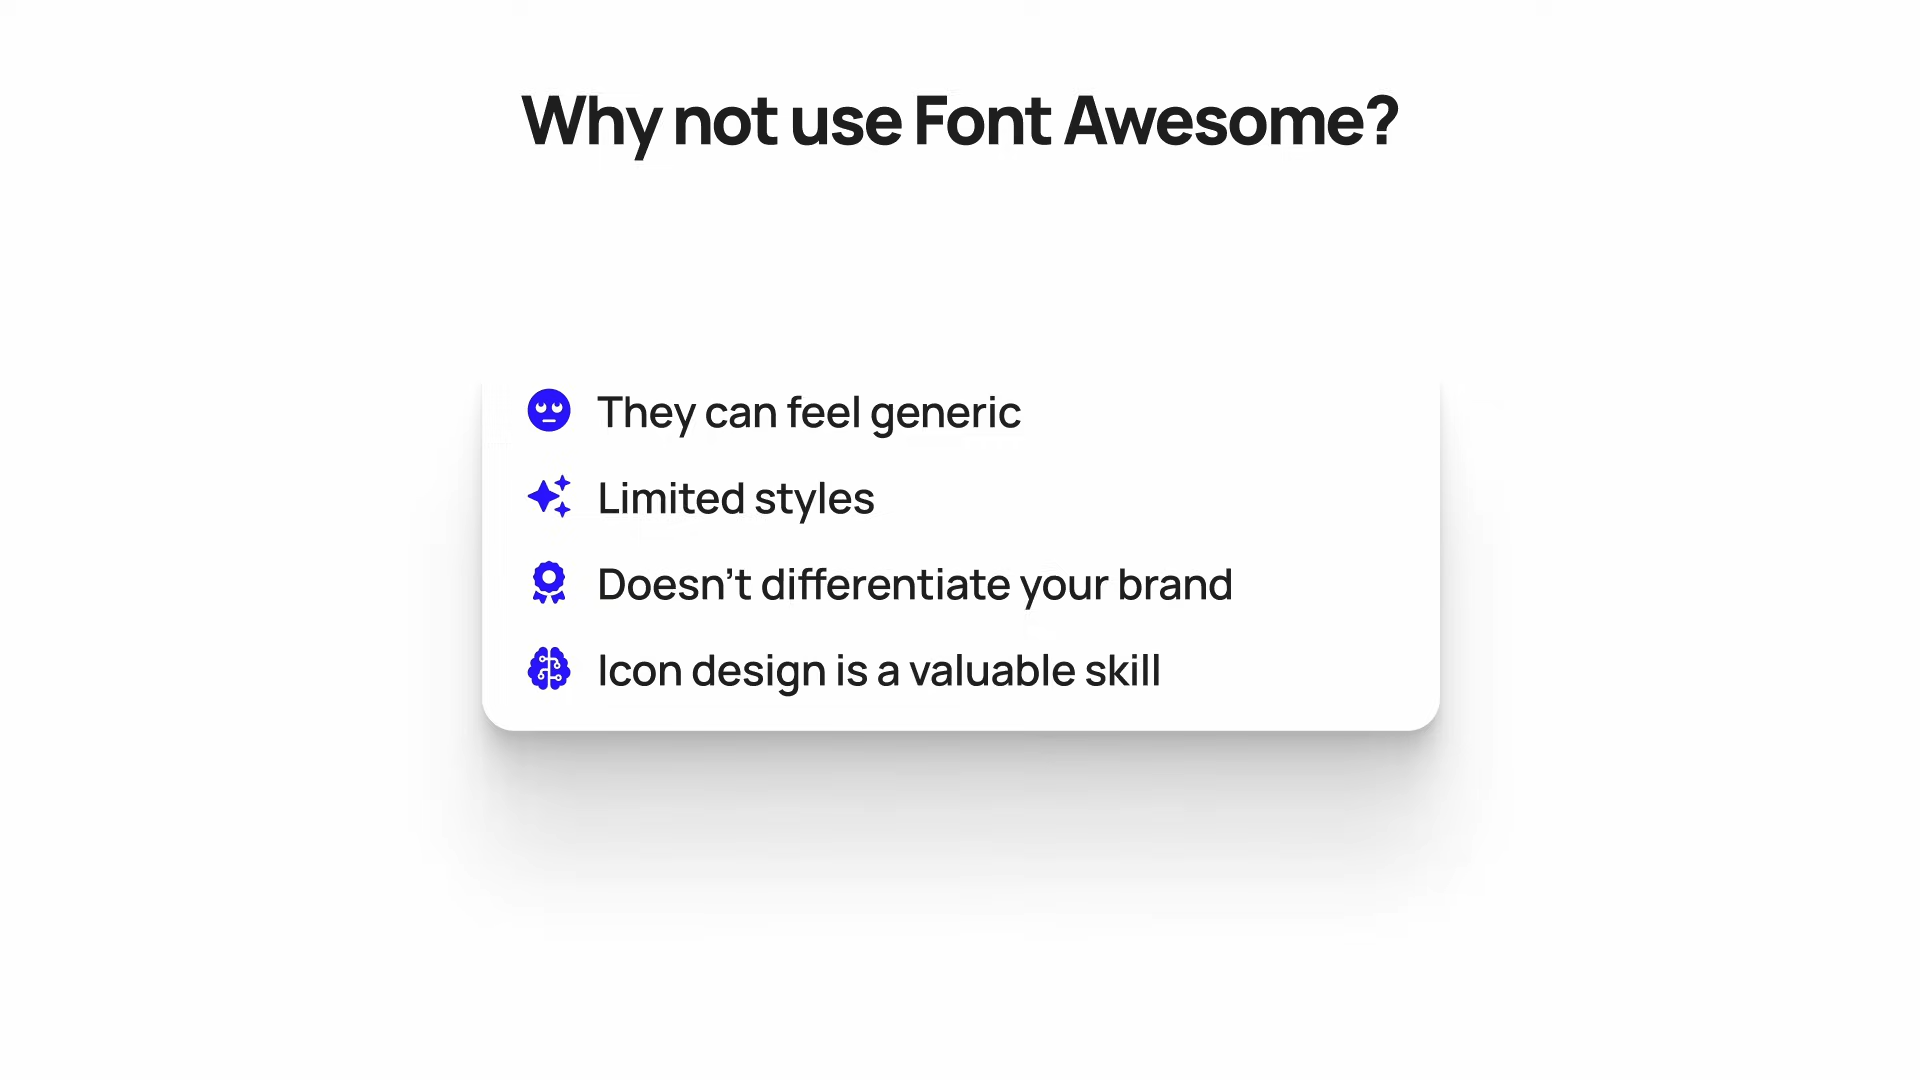 Why not use Font Awesome?
They can feel generic
Limited styles
Doesn’t differentiate your brand
Icon design is a valuable skill